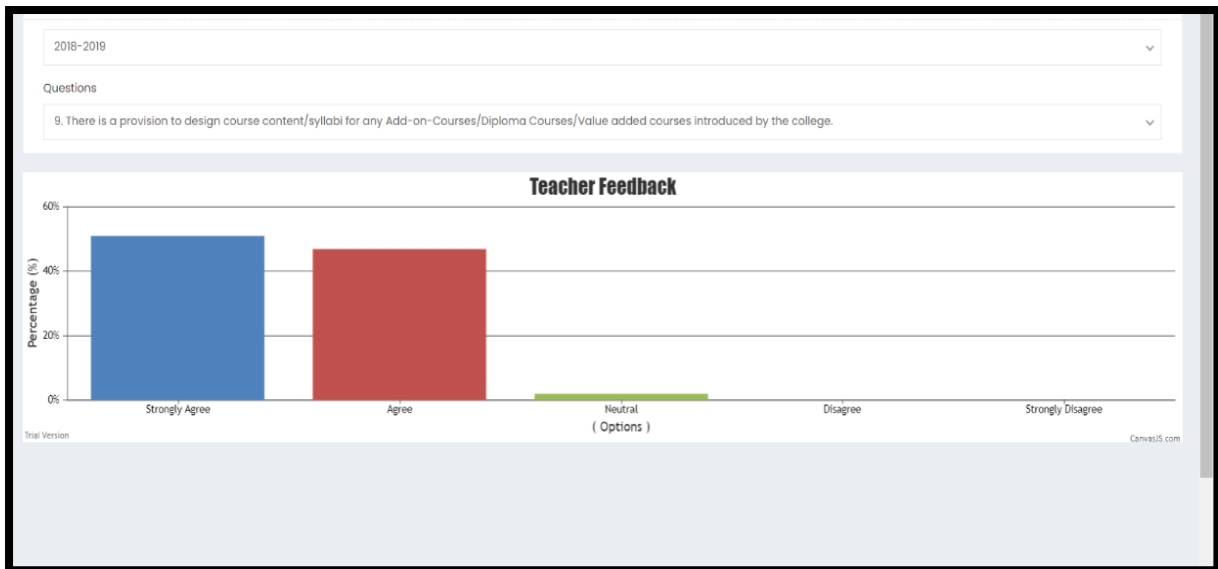 2018-2019
Questions
9. There is a provision to design course content/syllabi for any Add-on-Courses/Diploma Courses/Value added courses introduced by the college.
Teacher Feedback
60%
40%
20%
0%
Percentage (%)
Strongly Agree
Agree
Neutral
Disagree
Strongly Disagree
( Options )
Trial Version
CanvasJS.com